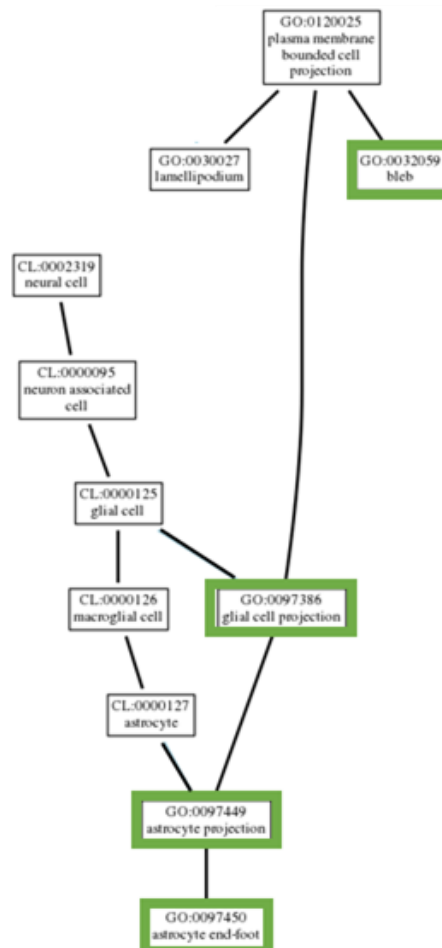 GO:0120025
plasma membrane
bounded cell
projection
GO:0030027
lamellipodium
GO:0032059
bleb
CL:0002319
neural cell
CL:0000095
neuron associated
cell
CL:0000125
glial cell
CL:0000126
macroglial cell
GO:0097386
glial cell projection
CL:0000127
astrocyte
GO:0097449
astrocyte projection
GO:0097450
astrocyte end-foot